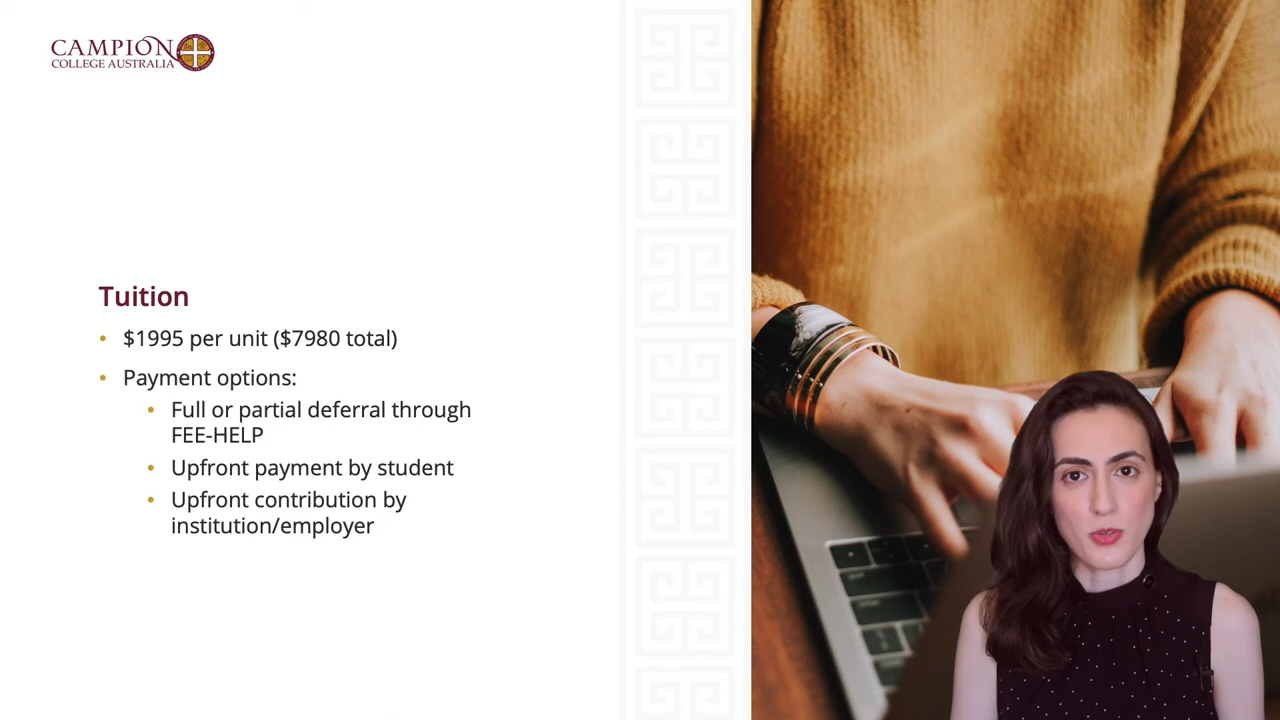 CAMPION
COLLEGE AUSTRALIA
Tuition
• $1995 per unit ($7980 total)
• Payment options:
• Full or partial deferral through
FEE-HELP
• Upfront payment by student
• Upfront contribution by
institution/employer